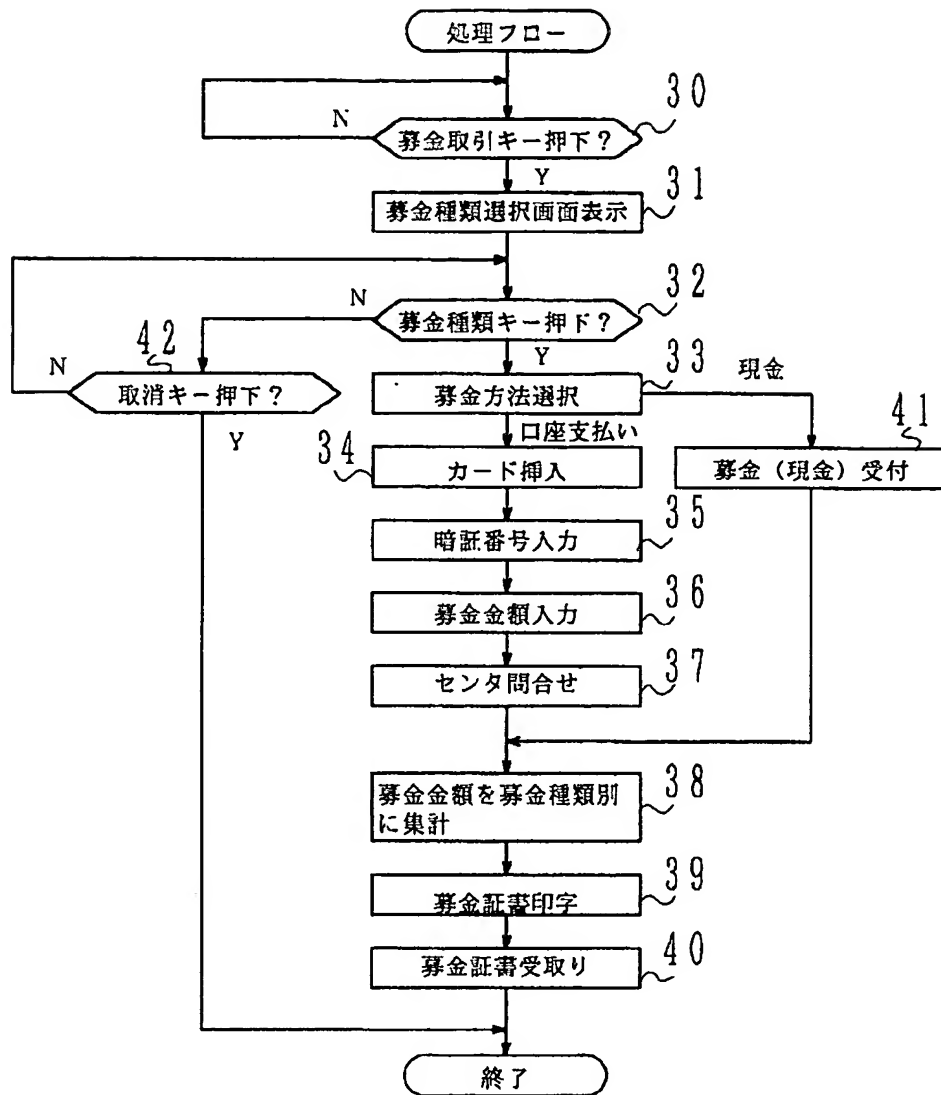 処理フロー
30
N
募金取引キー押下?
Y
31
募金種類選択画面表示
32
N
募金種類キー押下?
42
N
Y
33
現金
取消キー押下?
募金方法選択
41
Y
口座支払い
34
カード挿入
募金(現金)受付
35
暗証番号入力
36
募金金額入力
37
センタ問合せ
38
募金金額を募金種類別
に集計
39
募金証書印字
40
募金証書受取り
終了